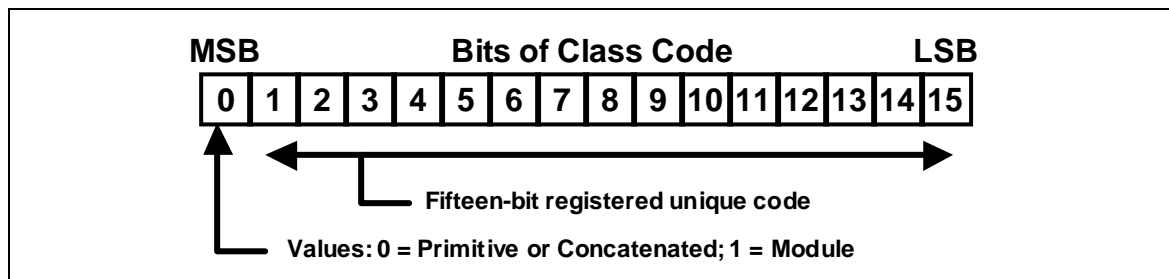 MSB Bits of Class Code LSB
0 1 2 3 4 5 6 7 8 9 10 11 12 13 14 15
Fifteen-bit registered unique code
Values: 0 = Primitive or Concatenated; 1 = Module